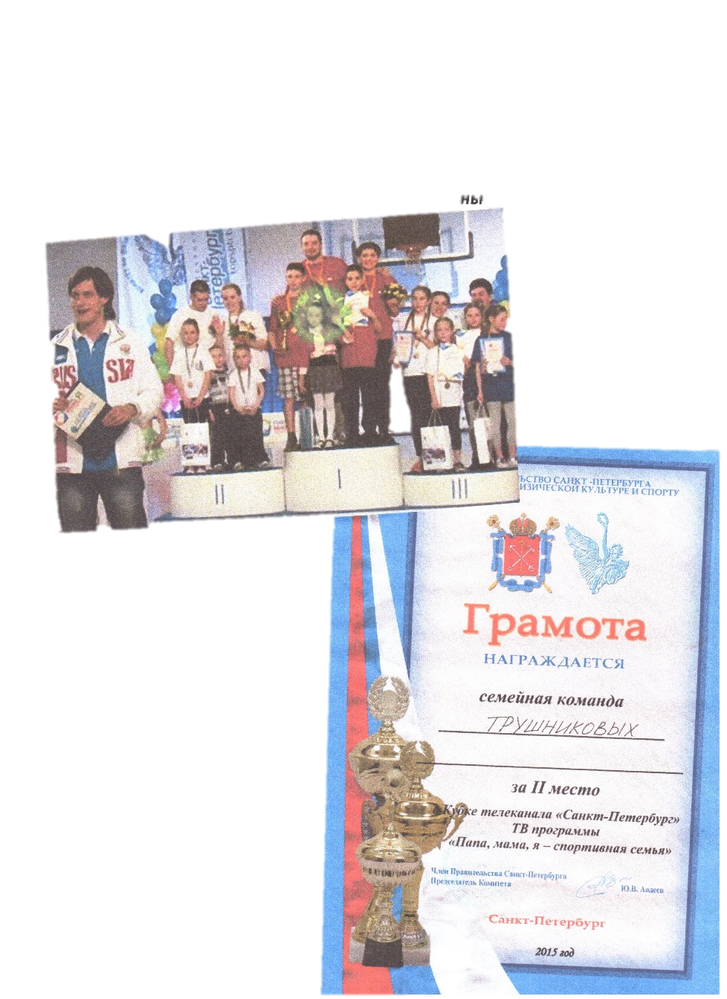 ны
Петербург
RUS SIA
II
I
III
ЬСТВО САНКТ-ПЕТЕРБУРГА
ИЗИЧЕСКОЙ КУЛЬТУРЕ И СПОРТУ
Грамота
НАГРАЖДАЕТСЯ
семейная команда
ТРУШНИКОВЫХ
за II место
в Кубке телеканала «Санкт-Петербург»
ТВ программы
«Папа, мама, я – спортивная семья»
Член Правительства Санкт-Петербурга
Председатель Комитета
Ю.В. Авдеев
Санкт-Петербург
2015 год